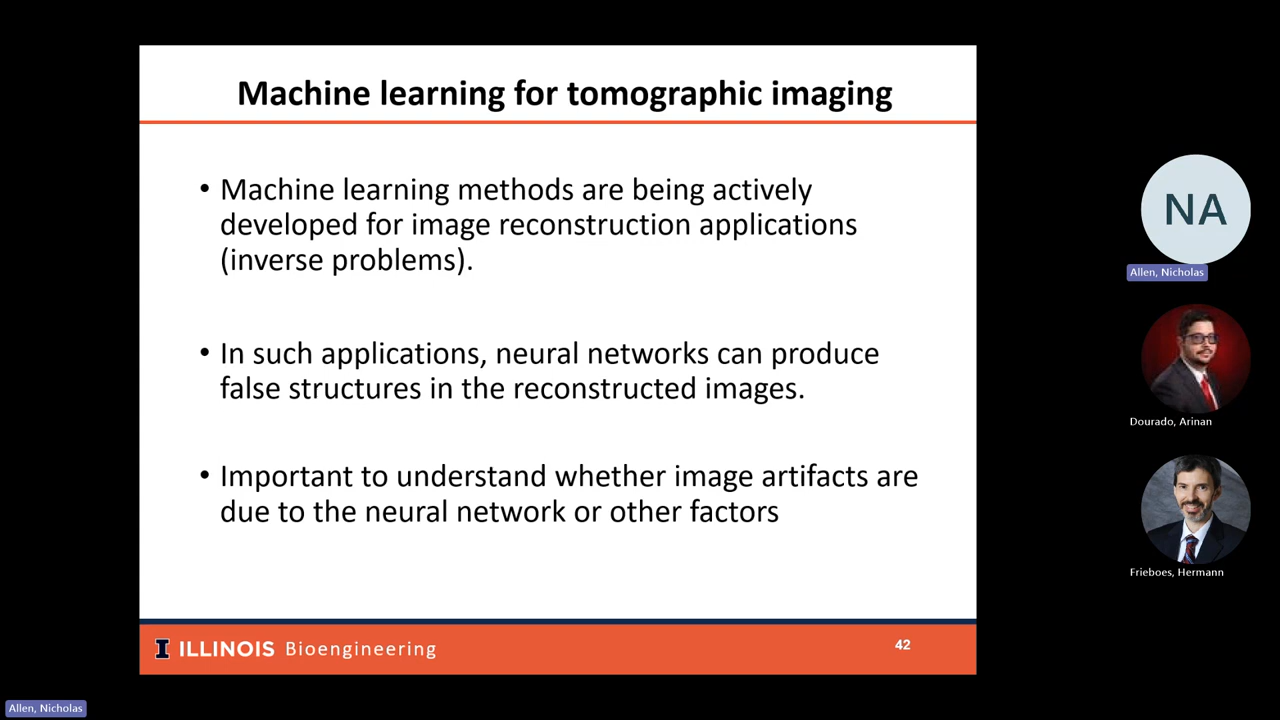 Machine learning for tomographic imaging
• Machine learning methods are being actively
developed for image reconstruction applications
(inverse problems).
• In such applications, neural networks can produce
false structures in the reconstructed images.
• Important to understand whether image artifacts are
due to the neural network or other factors
I ILLINOIS Bioengineering
42
NA
Allen, Nicholas
Dourado, Arinan
Frieboes, Hermann
Allen, Nicholas